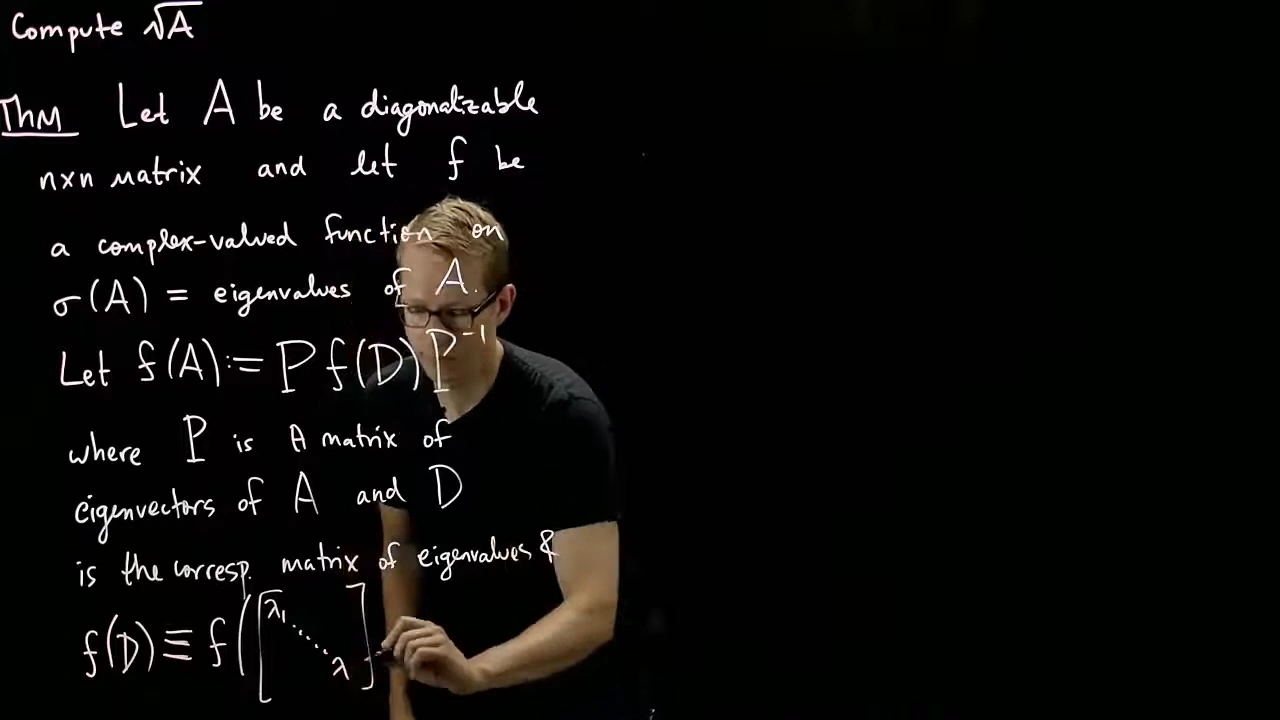 Compute √A
Thm Let A be a diagonalizable
n×n matrix and let f be
a complex-valued function on
σ(A) = eigenvalues of A.
Let f(A) := P f(D) P⁻¹
where P is A matrix of
eigenvectors of A and D
is the corresp. matrix of eigenvalues &
f(D) ≡ f([λ₁ ⋱ λ]